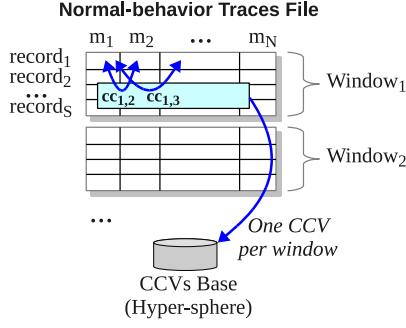 Normal-behavior Traces File
m1 m2 ... mN
record1
record2
...
recordS
cc1,2 cc1,3
Window1
Window2
...
One CCV
per window
CCVs Base
(Hyper-sphere)